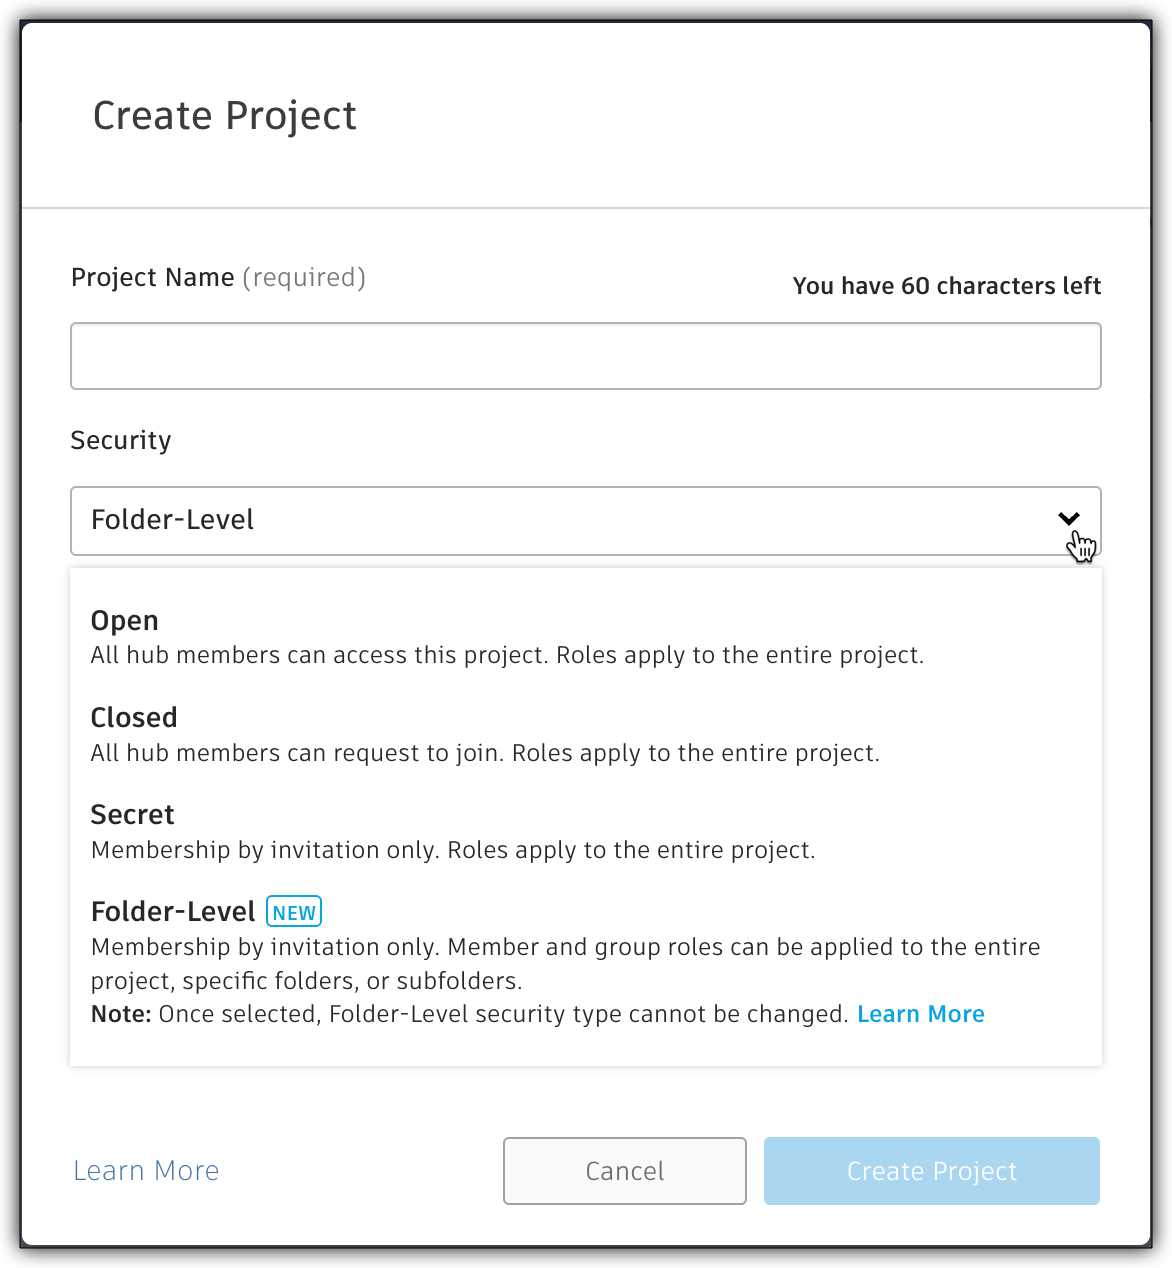 Create Project
Project Name (required)
You have 60 characters left
Security
Folder-Level
Open
All hub members can access this project. Roles apply to the entire project.
Closed
All hub members can request to join. Roles apply to the entire project.
Secret
Membership by invitation only. Roles apply to the entire project.
Folder-Level NEW
Membership by invitation only. Member and group roles can be applied to the entire
project, specific folders, or subfolders.
Note: Once selected, Folder-Level security type cannot be changed. Learn More
Learn More
Cancel
Create Project